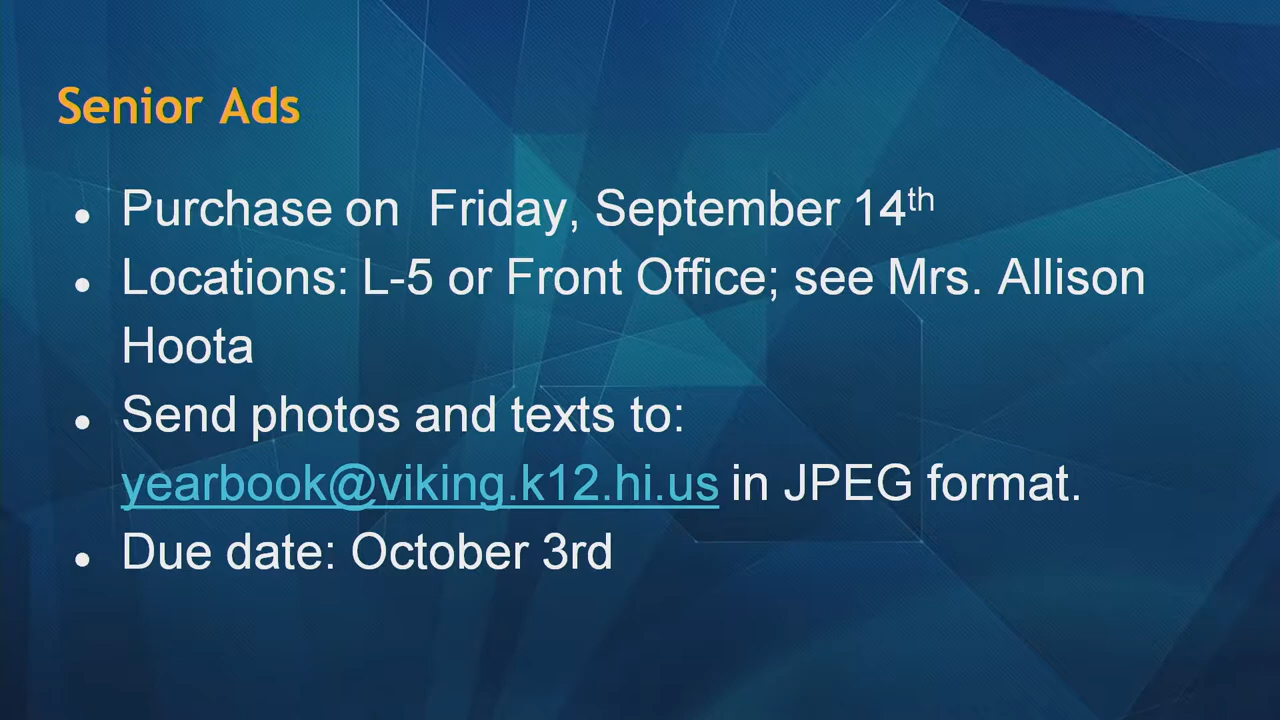 Senior Ads
• Purchase on  Friday, September 14th
• Locations: L-5 or Front Office; see Mrs. Allison
Hoota
• Send photos and texts to:
yearbook@viking.k12.hi.us in JPEG format.
• Due date: October 3rd